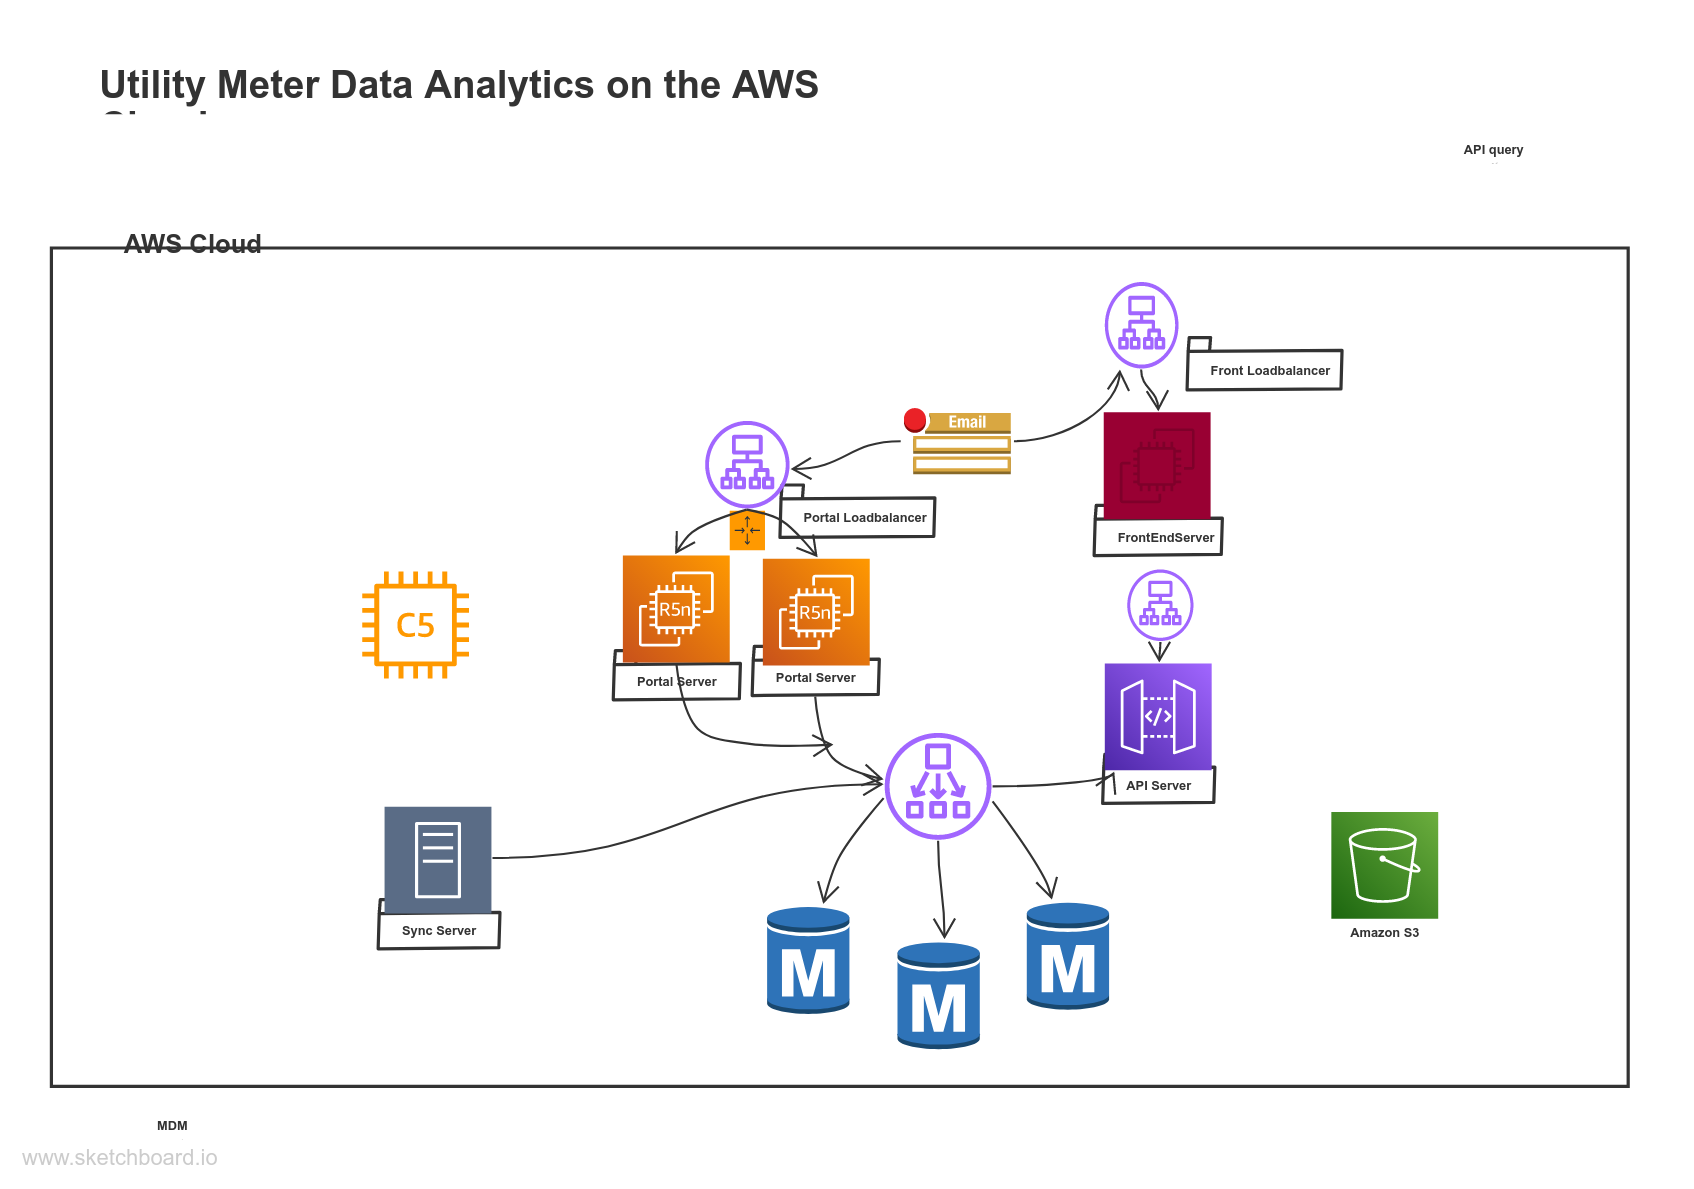 Utility Meter Data Analytics on the AWS
API query
AWS Cloud
Front Loadbalancer
Email
Portal Loadbalancer
FrontEndServer
C5
R5n
R5n
Portal Server
Portal Server
API Server
Sync Server
Amazon S3
M
M
M
MDM
www.sketchboard.io